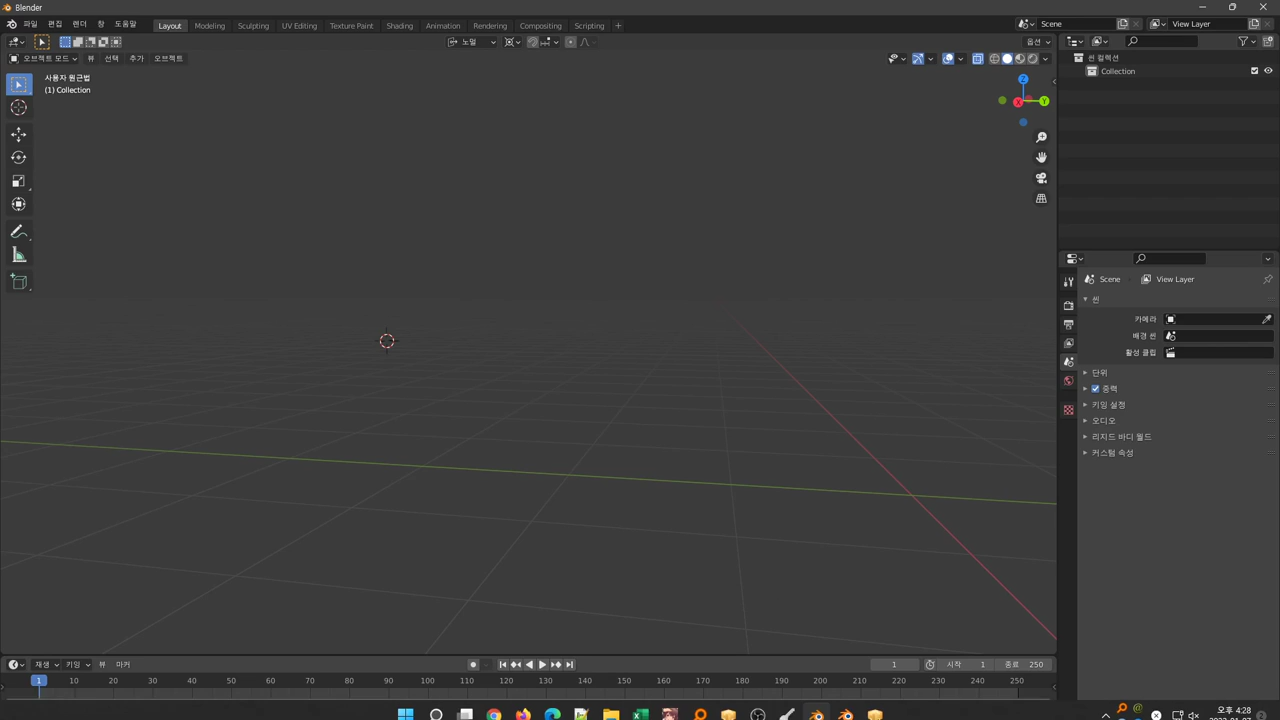 Blender
파일 편집 렌더 창 도움말 Layout Modeling Sculpting UV Editing Texture Paint Shading Animation Rendering Compositing Scripting + Scene View Layer
노멀 옵션
오브젝트 모드 뷰 선택 추가 오브젝트
씬 컬렉션
Collection
사용자 원근법
(1) Collection
Z
X Y
Scene View Layer
씬
카메라
배경 씬
활성 클립
단위
중력
키잉 설정
오디오
리지드 바디 월드
커스텀 속성
재생 키잉 뷰 마커 1 시작 1 종료 250
1 10 20 30 40 50 60 70 80 90 100 110 120 130 140 150 160 170 180 190 200 210 220 230 240 250
오후 4:28